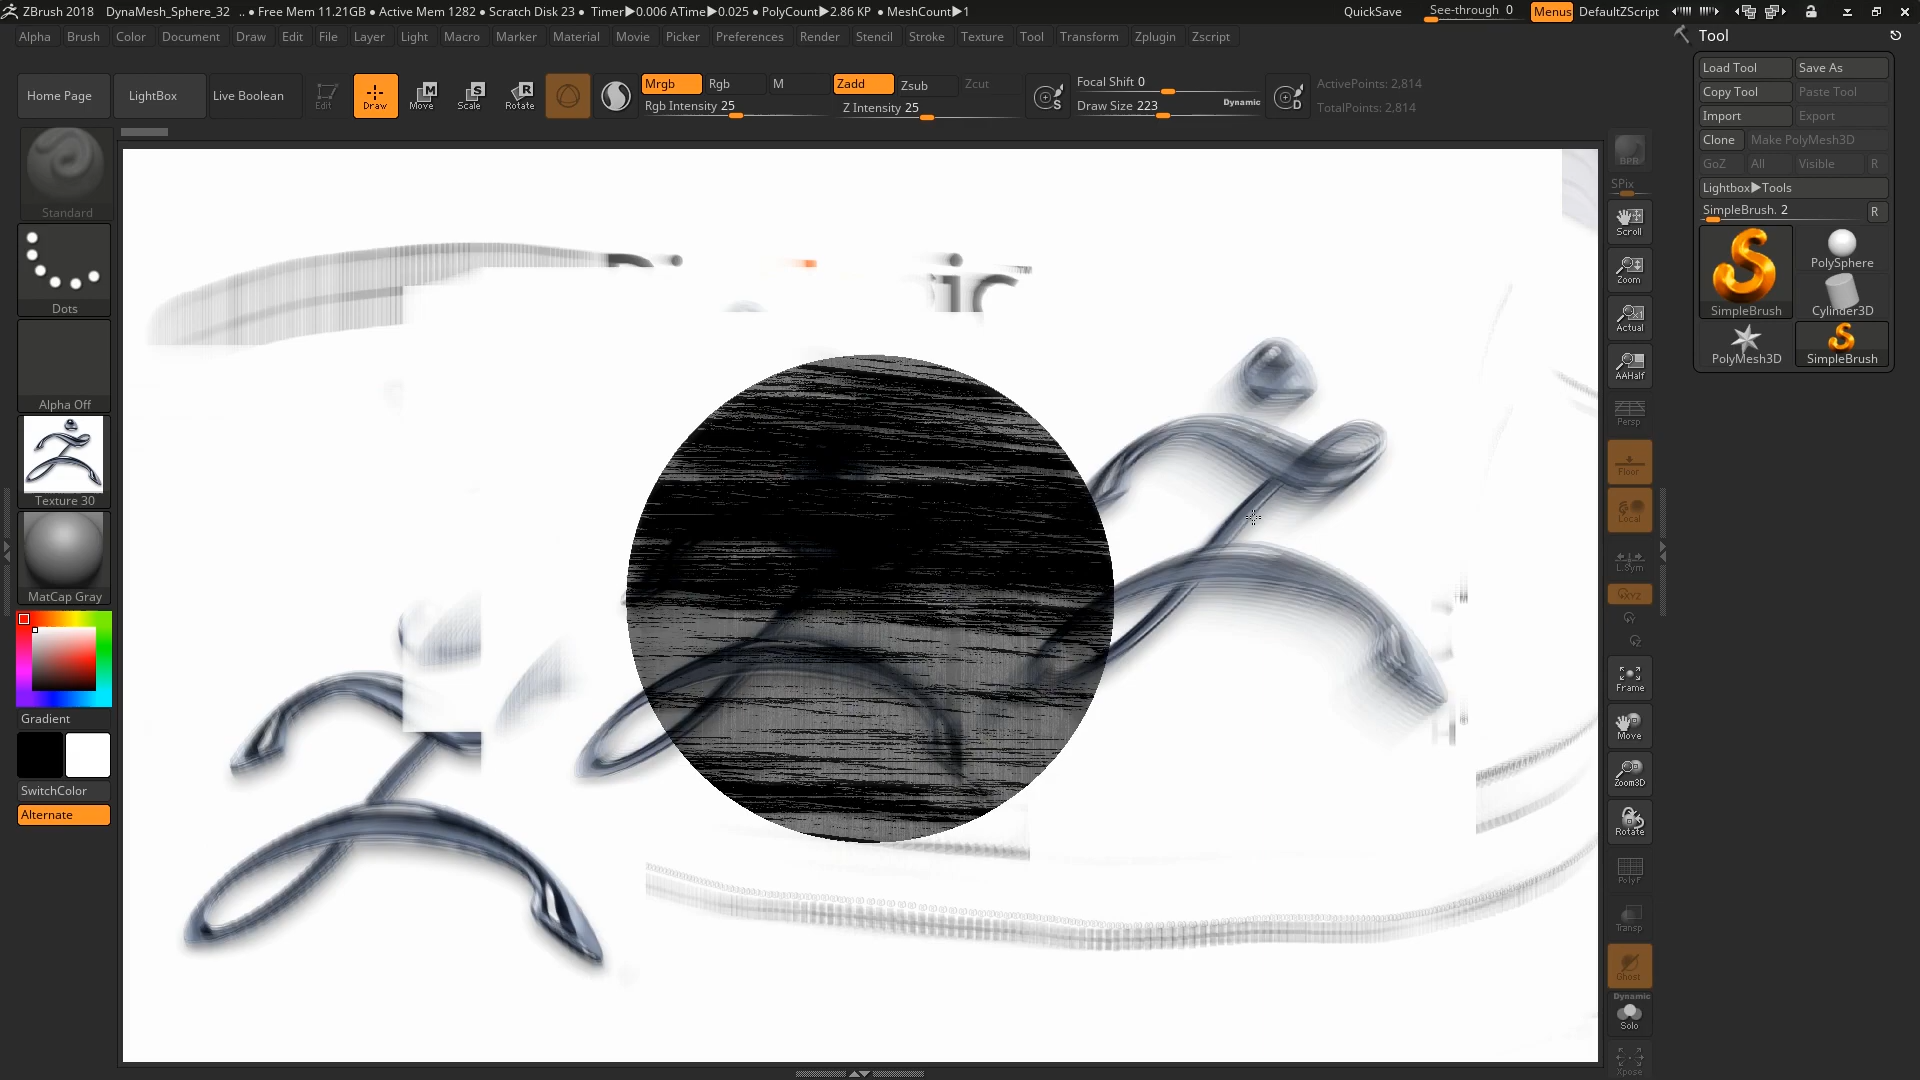 ZBrush 2018 DynaMesh_Sphere_32 .. • Free Mem 11.21GB • Active Mem 1282 • Scratch Disk 23 • Timer▶0.006 ATime▶0.025 • PolyCount▶2.86 KP • MeshCount▶1
QuickSave See-through 0 Menus DefaultZScript
Alpha Brush Color Document Draw Edit File Layer Light Macro Marker Material Movie Picker Preferences Render Stencil Stroke Texture Tool Transform Zplugin Zscript
Tool
Load Tool Save As
Copy Tool Paste Tool
Import Export
Clone Make PolyMesh3D
GoZ All Visible R
Lightbox▶Tools
SimpleBrush. 2 R
SimpleBrush
PolySphere
Cylinder3D
PolyMesh3D
SimpleBrush
Home Page
LightBox
Live Boolean
Edit
Draw
Move
Scale
Rotate
Mrgb Rgb M
Rgb Intensity 25
Zadd Zsub Zcut
Z Intensity 25
Focal Shift 0
Draw Size 223
Dynamic
ActivePoints: 2,814
TotalPoints: 2,814
Standard
Dots
Alpha Off
Texture 30
MatCap Gray
Gradient
SwitchColor
Alternate
BPR
SPix
Scroll
Zoom
Actual
AAHalf
Persp
Floor
Local
L.Sym
XYZ
Frame
Move
Zoom3D
Rotate
PolyF
Transp
Ghost
Dynamic
Solo
Xpose